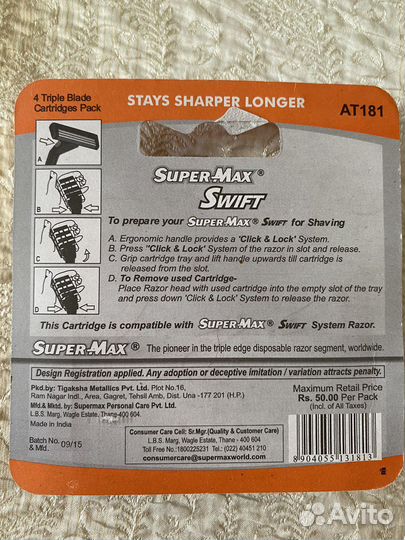 4 Triple Blade
Cartridges Pack
STAYS SHARPER LONGER
AT181
A
B
C
D
SUPER-MAX®
SWIFT
To prepare your SUPER-MAX® SWIFT for Shaving
A. Ergonomic handle provides a 'Click & Lock' System.
B. Press "Click & Lock' System of the razor in slot and release.
C. Grip cartridge tray and lift handle upwards till cartridge is
released from the slot.
D. To Remove used Cartridge-
Place Razor head with used cartridge into the empty slot of the tray
and press down 'Click & Lock' System to release the razor.
This Cartridge is compatible with SUPER-MAX® SWIFT System Razor.
SUPER-MAX® The pioneer in the triple edge disposable razor segment, worldwide.
Design Registration applied. Any adoption or deceptive imitation / variation attracts penalty.
Pkd.by: Tigaksha Metallics Pvt. Ltd. Plot No.16,
Ram Nagar Indl., Area, Gagret, Tehsil Amb, Dist. Una -177 201 (H.P.)
Mfd.& Mktd. by: Supermax Personal Care Pvt. Ltd.
L.B.S. Marg, Wagle Estate, Thane-400 604.
Made in India
Batch No. 09/15
& Mfd.
Maximum Retail Price
Rs. 50.00 Per Pack
(Incl. of All Taxes)
Consumer Care Cell: Sr.Mgr.(Quality & Customer Care)
L.B.S. Marg, Wagle Estate, Thane - 400 604.
Toll Free No.:1800225231 Tel.: (022) 40451 210
consumercare@supermaxworld.com
8 904055 131813
Avito